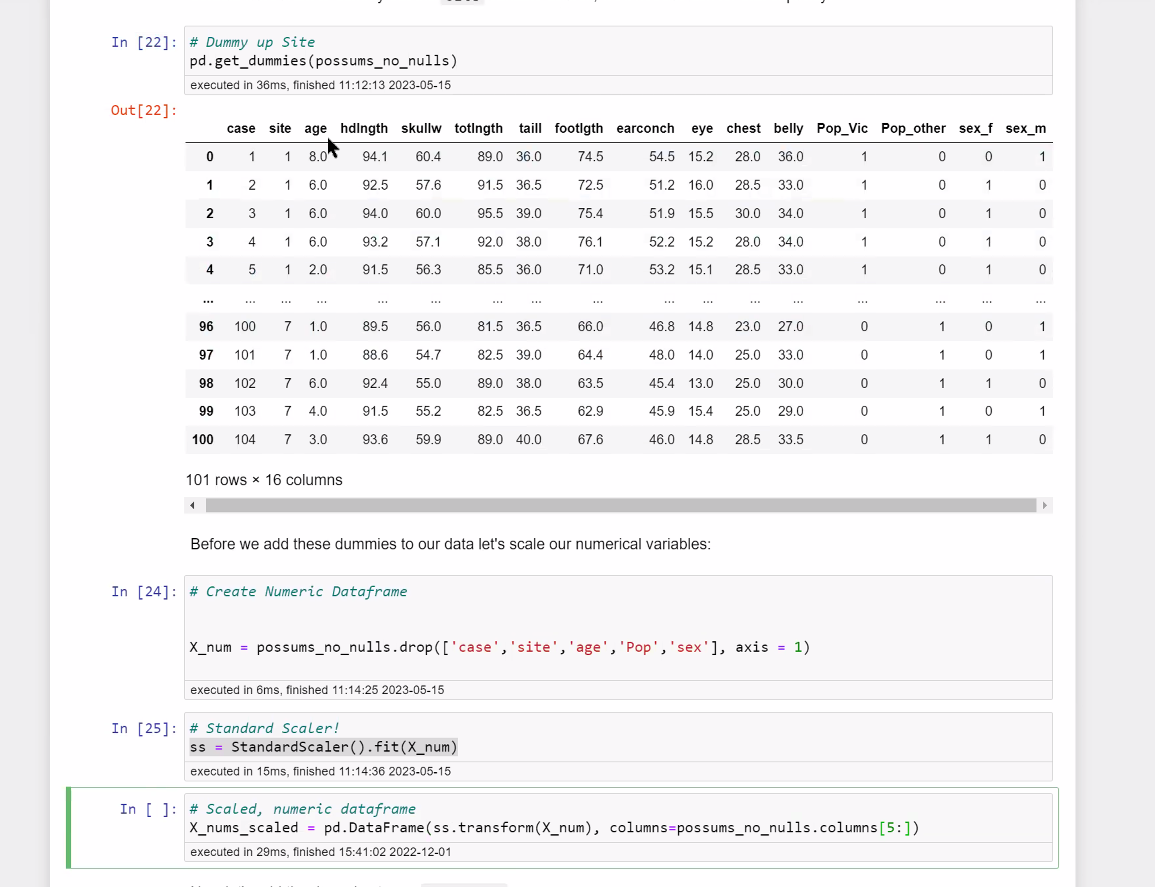 In [22]:
# Dummy up Site
pd.get_dummies(possums_no_nulls)
executed in 36ms, finished 11:12:13 2023-05-15
Out[22]:
case site age hdlngth skullw totlngth taill footlgth earconch eye chest belly Pop_Vic Pop_other sex_f sex_m
0 1 1 8.0 94.1 60.4 89.0 36.0 74.5 54.5 15.2 28.0 36.0 1 0 0 1
1 2 1 6.0 92.5 57.6 91.5 36.5 72.5 51.2 16.0 28.5 33.0 1 0 1 0
2 3 1 6.0 94.0 60.0 95.5 39.0 75.4 51.9 15.5 30.0 34.0 1 0 1 0
3 4 1 6.0 93.2 57.1 92.0 38.0 76.1 52.2 15.2 28.0 34.0 1 0 1 0
4 5 1 2.0 91.5 56.3 85.5 36.0 71.0 53.2 15.1 28.5 33.0 1 0 1 0
... ... ... ... ... ... ... ... ... ... ... ... ... ... ... ... ...
96 100 7 1.0 89.5 56.0 81.5 36.5 66.0 46.8 14.8 23.0 27.0 0 1 0 1
97 101 7 1.0 88.6 54.7 82.5 39.0 64.4 48.0 14.0 25.0 33.0 0 1 0 1
98 102 7 6.0 92.4 55.0 89.0 38.0 63.5 45.4 13.0 25.0 30.0 0 1 1 0
99 103 7 4.0 91.5 55.2 82.5 36.5 62.9 45.9 15.4 25.0 29.0 0 1 0 1
100 104 7 3.0 93.6 59.9 89.0 40.0 67.6 46.0 14.8 28.5 33.5 0 1 1 0
101 rows × 16 columns
Before we add these dummies to our data let's scale our numerical variables:
In [24]:
# Create Numeric Dataframe
X_num = possums_no_nulls.drop(['case','site','age','Pop','sex'], axis = 1)
executed in 6ms, finished 11:14:25 2023-05-15
In [25]:
# Standard Scaler!
ss = StandardScaler().fit(X_num)
executed in 15ms, finished 11:14:36 2023-05-15
In [ ]:
# Scaled, numeric dataframe
X_nums_scaled = pd.DataFrame(ss.transform(X_num), columns=possums_no_nulls.columns[5:])
executed in 29ms, finished 15:41:02 2022-12-01